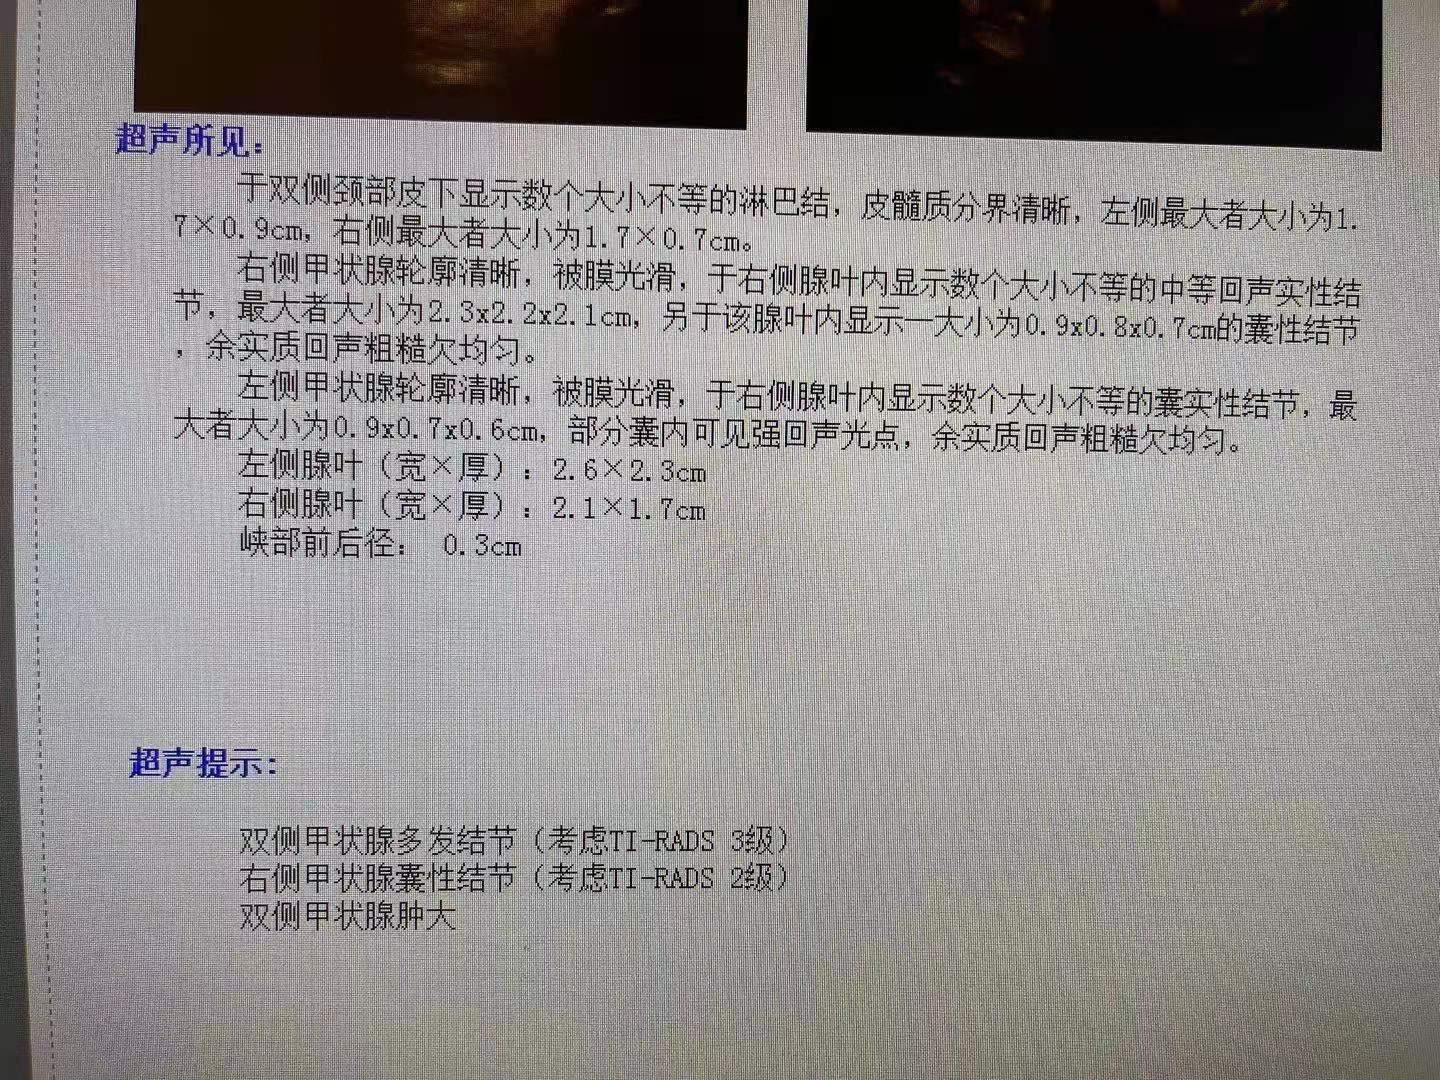 超声所见:
于双侧颈部皮下显示数个大小不等的淋巴结，皮髓质分界清晰，左侧最大者大小为1.
7×0.9cm，右侧最大者大小为1.7×0.7cm。
右侧甲状腺轮廓清晰，被膜光滑，于右侧腺叶内显示数个大小不等的中等回声实性结
节，最大者大小为2.3x2.2x2.1cm，另于该腺叶内显示一大小为0.9x0.8x0.7cm的囊性结节
，余实质回声粗糙欠均匀。
左侧甲状腺轮廓清晰，被膜光滑，于右侧腺叶内显示数个大小不等的囊实性结节，最
大者大小为0.9x0.7x0.6cm，部分囊内可见强回声光点，余实质回声粗糙欠均匀。
左侧腺叶（宽×厚）：2.6×2.3cm
右侧腺叶（宽×厚）：2.1×1.7cm
峡部前后径： 0.3cm
超声提示:
双侧甲状腺多发结节（考虑TI-RADS 3级）
右侧甲状腺囊性结节（考虑TI-RADS 2级）
双侧甲状腺肿大